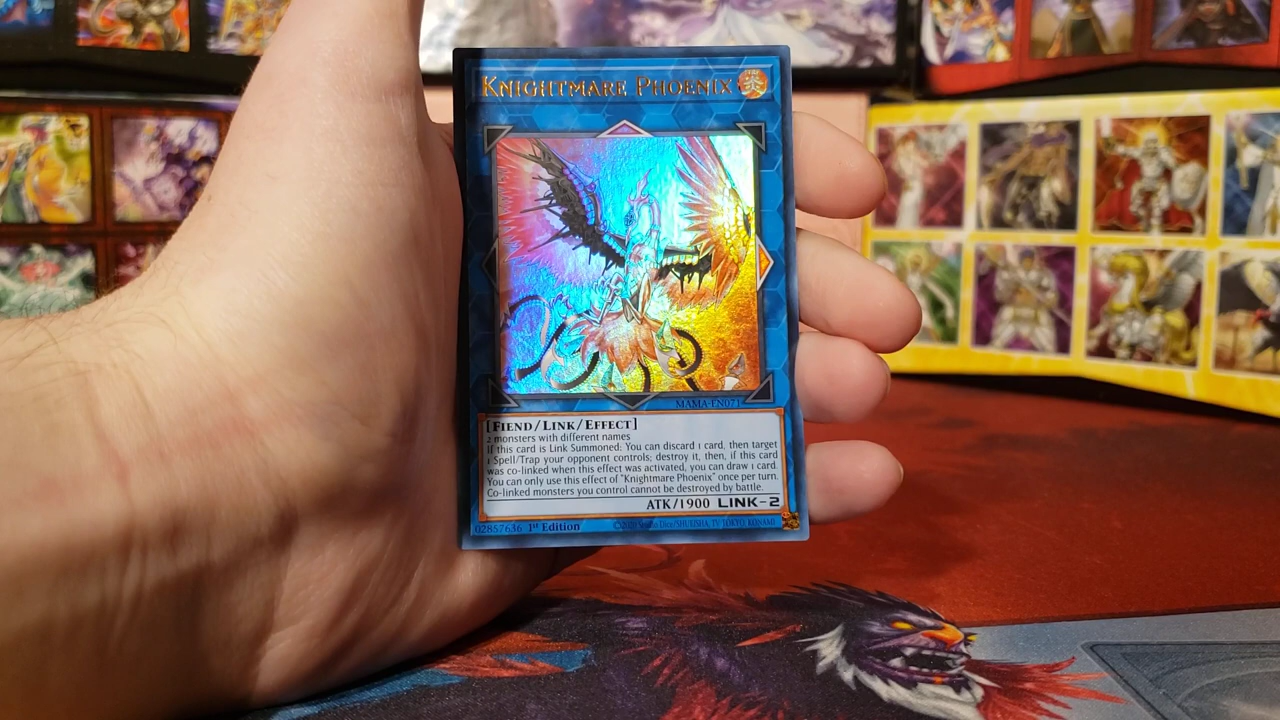 Knightmare Phoenix
炎
MAMA-EN071
[Fiend/Link/Effect]
2 monsters with different names
If this card is Link Summoned: You can discard 1 card, then target
1 Spell/Trap your opponent controls; destroy it, then, if this card
was co-linked when this effect was activated, you can draw 1 card.
You can only use this effect of "Knightmare Phoenix" once per turn.
Co-linked monsters you control cannot be destroyed by battle.
ATK/1900 LINK-2
02857636 1st Edition ©2020 Studio Dice/SHUEISHA, TV TOKYO, KONAMI